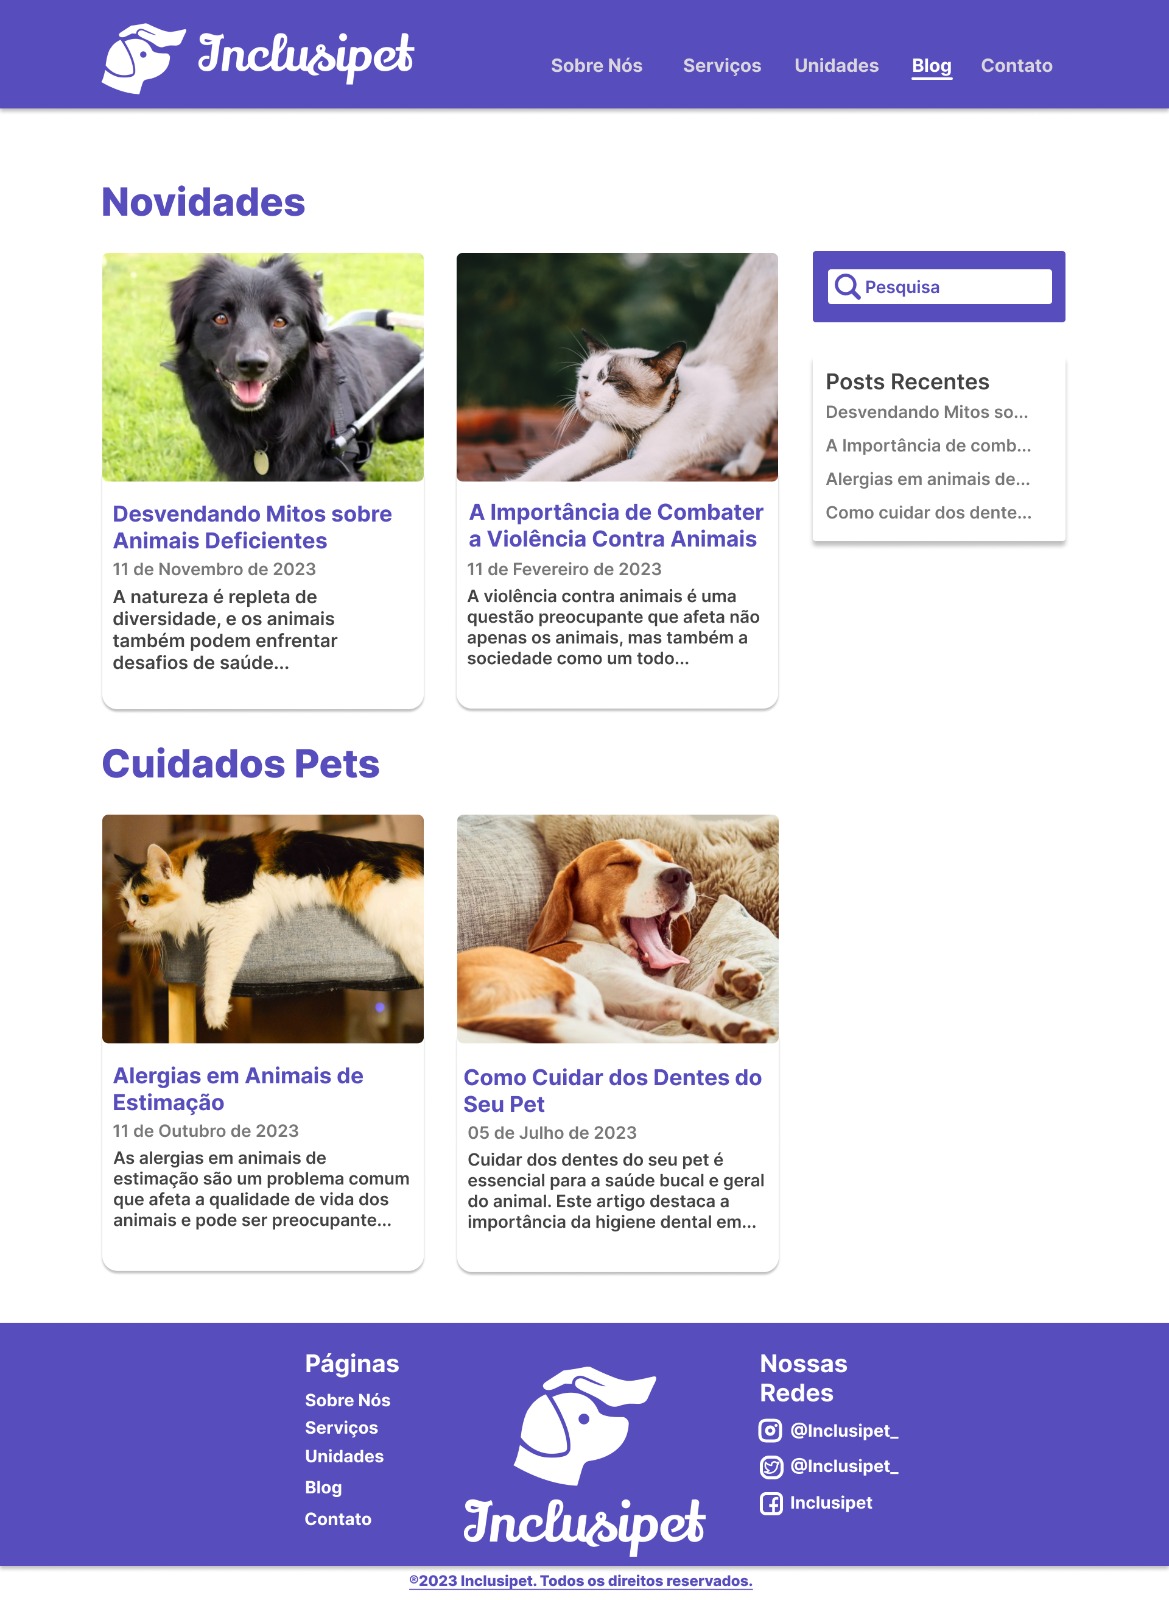 Inclusipet
Sobre Nós Serviços Unidades Blog Contato
Novidades
Desvendando Mitos sobre
Animais Deficientes
11 de Novembro de 2023
A natureza é repleta de
diversidade, e os animais
também podem enfrentar
desafios de saúde...
A Importância de Combater
a Violência Contra Animais
11 de Fevereiro de 2023
A violência contra animais é uma
questão preocupante que afeta não
apenas os animais, mas também a
sociedade como um todo...
Pesquisa
Posts Recentes
Desvendando Mitos so...
A Importância de comb...
Alergias em animais de...
Como cuidar dos dente...
Cuidados Pets
Alergias em Animais de
Estimação
11 de Outubro de 2023
As alergias em animais de
estimação são um problema comum
que afeta a qualidade de vida dos
animais e pode ser preocupante...
Como Cuidar dos Dentes do
Seu Pet
05 de Julho de 2023
Cuidar dos dentes do seu pet é
essencial para a saúde bucal e geral
do animal. Este artigo destaca a
importância da higiene dental em...
Páginas
Sobre Nós
Serviços
Unidades
Blog
Contato
Inclusipet
Nossas
Redes
@Inclusipet_
@Inclusipet_
Inclusipet
©2023 Inclusipet. Todos os direitos reservados.